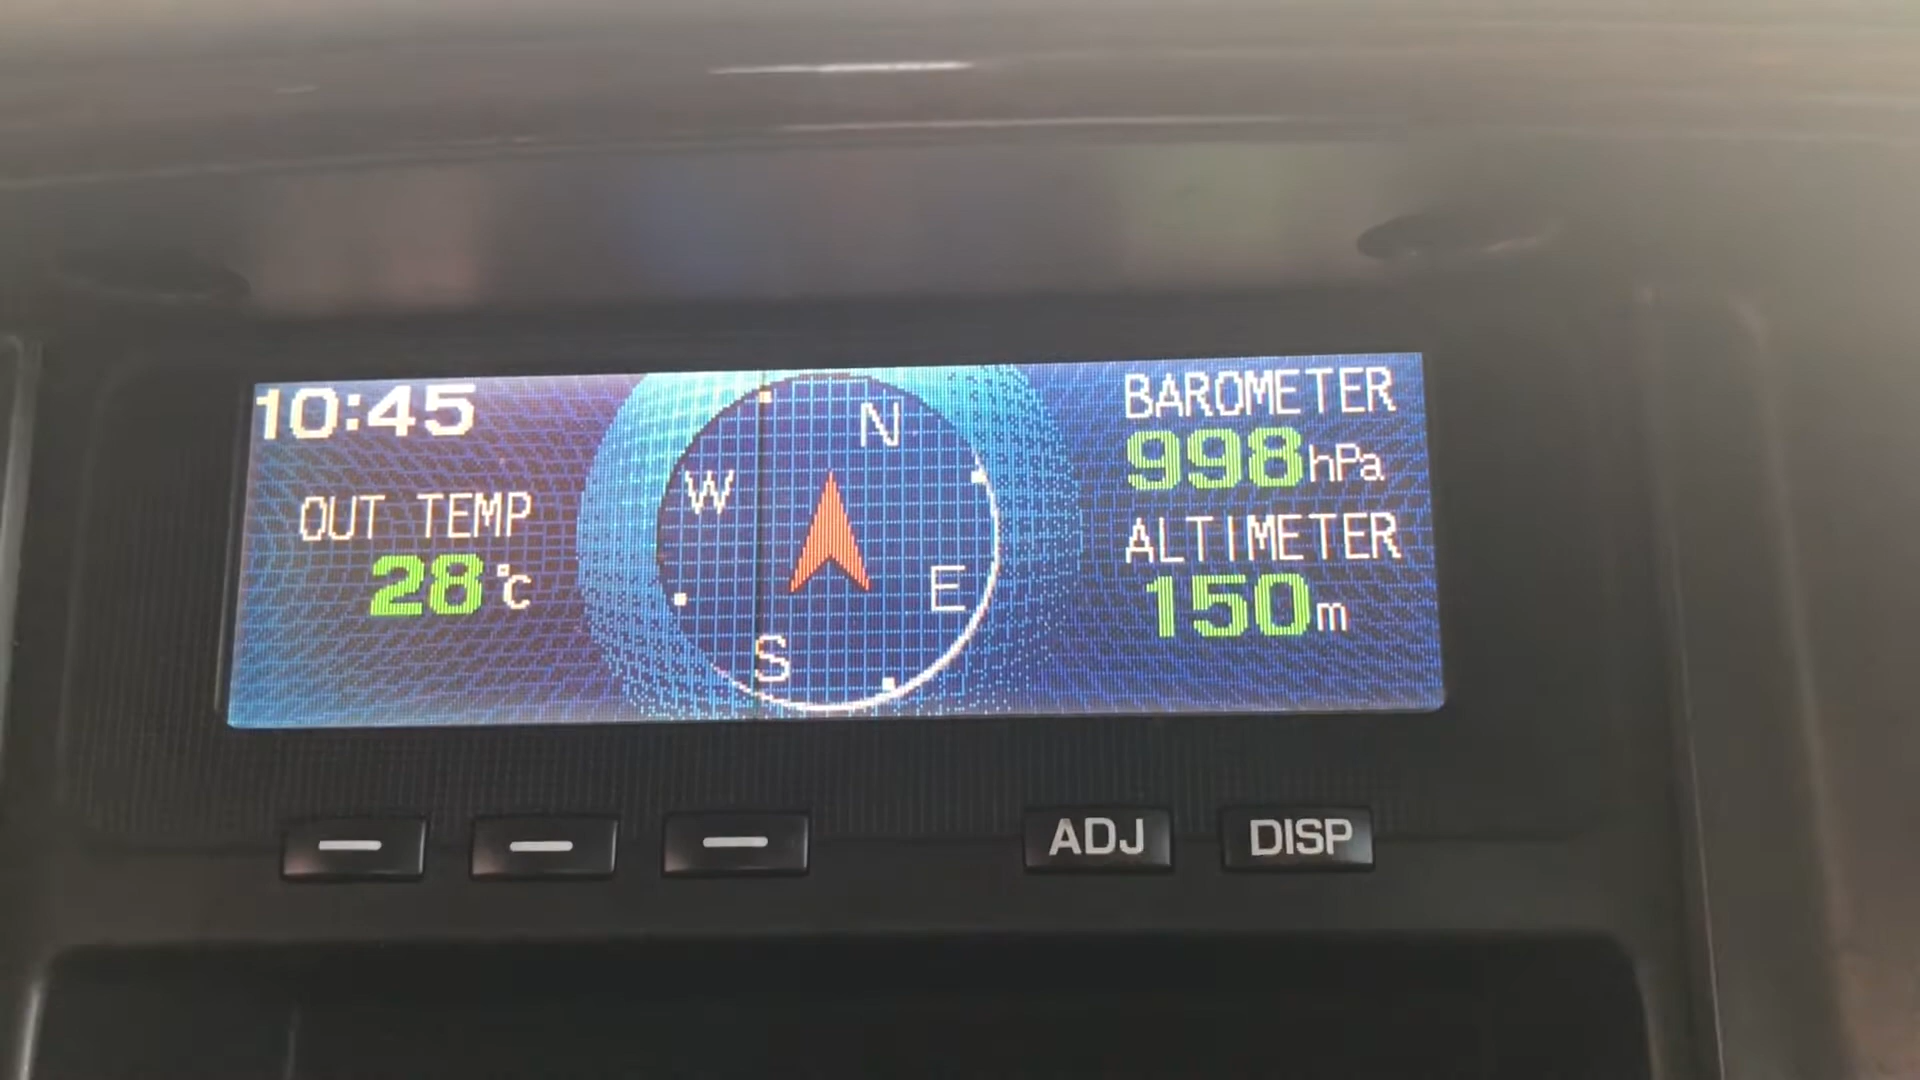 10:45
OUT TEMP
28°C
N
W
E
S
BAROMETER
998hPa
ALTIMETER
150m
ADJ
DISP